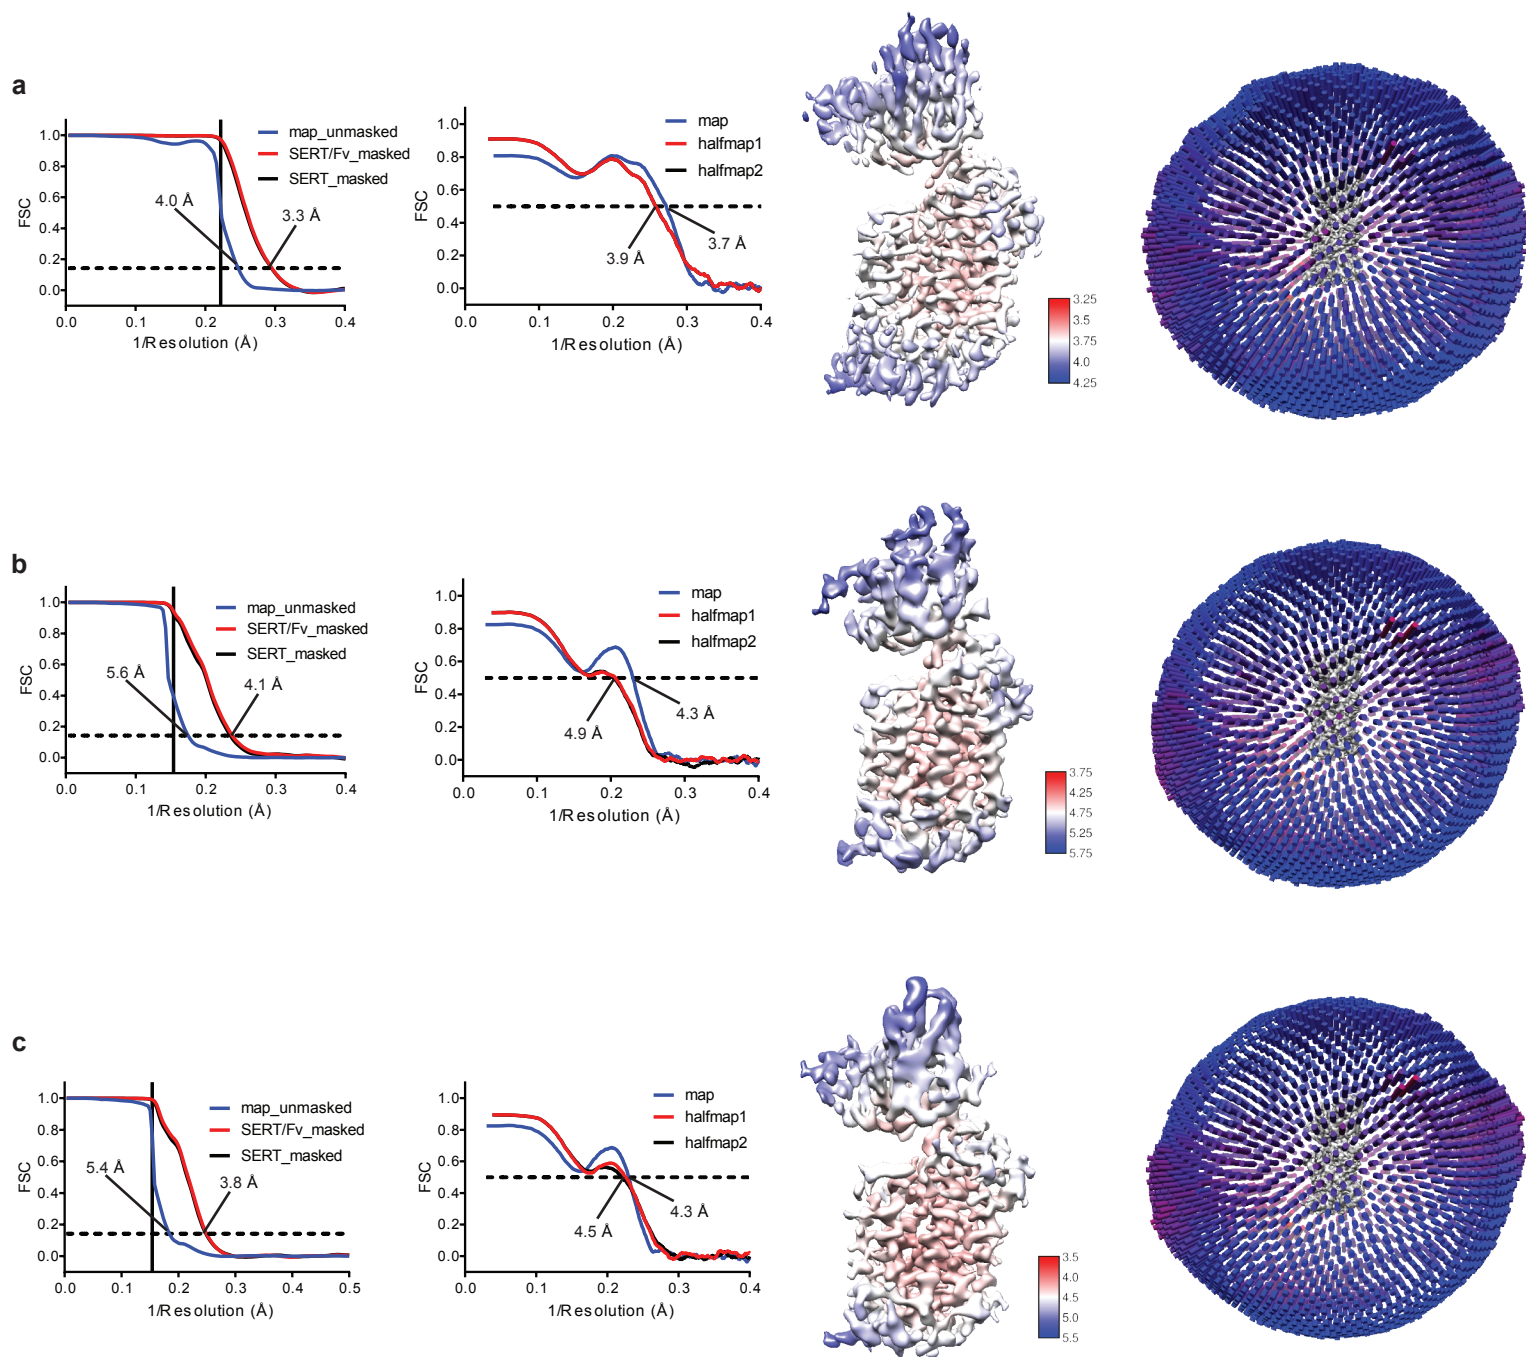 a
1.0
0.8
0.6
0.4
0.2
0.0
FSC
map_unmasked
SERT/Fv_masked
SERT_masked
4.0 Å
3.3 Å
0.0 0.1 0.2 0.3 0.4
1/Resolution (Å)
1.0
0.8
0.6
0.4
0.2
0.0
FSC
map
halfmap1
halfmap2
3.9 Å
3.7 Å
0.0 0.1 0.2 0.3 0.4
1/Resolution (Å)
3.25
3.5
3.75
4.0
4.25
b
1.0
0.8
0.6
0.4
0.2
0.0
FSC
map_unmasked
SERT/Fv_masked
SERT_masked
5.6 Å
4.1 Å
0.0 0.1 0.2 0.3 0.4
1/Resolution (Å)
1.0
0.8
0.6
0.4
0.2
0.0
FSC
map
halfmap1
halfmap2
4.9 Å
4.3 Å
0.0 0.1 0.2 0.3 0.4
1/Resolution (Å)
3.75
4.25
4.75
5.25
5.75
c
1.0
0.8
0.6
0.4
0.2
0.0
FSC
map_unmasked
SERT/Fv_masked
SERT_masked
5.4 Å
3.8 Å
0.0 0.1 0.2 0.3 0.4 0.5
1/Resolution (Å)
1.0
0.8
0.6
0.4
0.2
0.0
FSC
map
halfmap1
halfmap2
4.5 Å
4.3 Å
0.0 0.1 0.2 0.3 0.4
1/Resolution (Å)
3.5
4.0
4.5
5.0
5.5